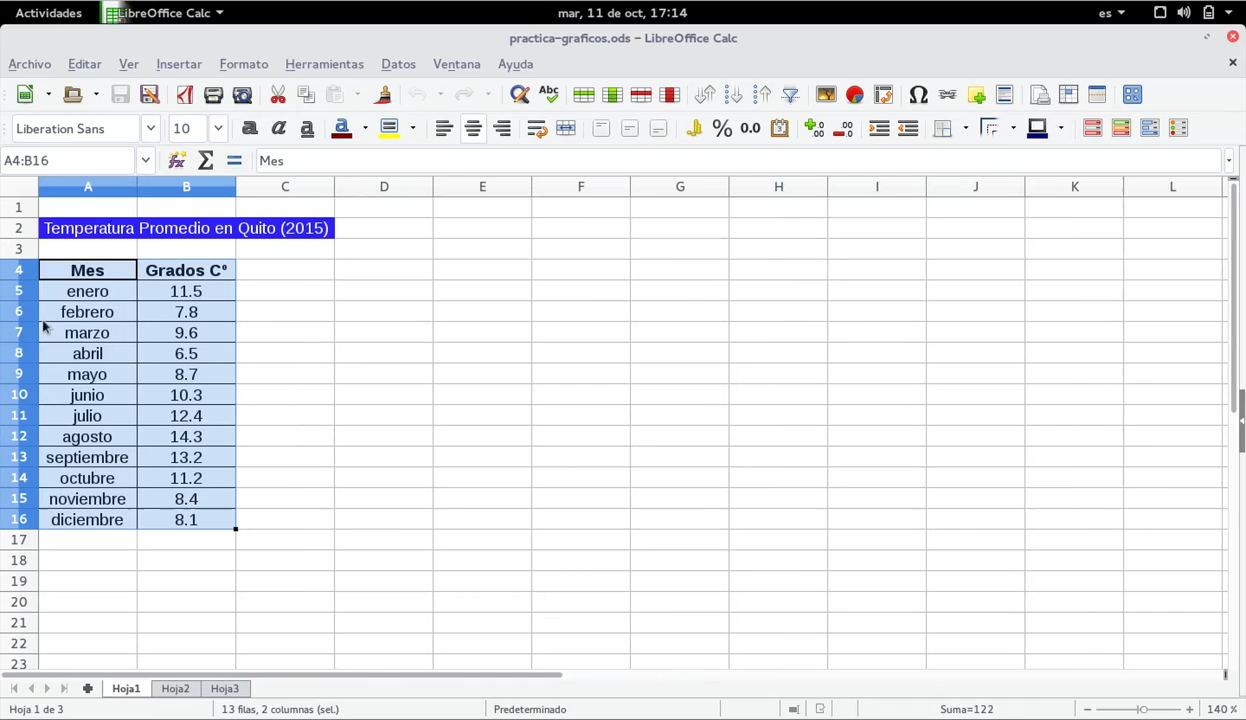 Actividades LibreOffice Calc mar, 11 de oct, 17:14 es
practica-graficos.ods – LibreOffice Calc
Archivo Editar Ver Insertar Formato Herramientas Datos Ventana Ayuda
Liberation Sans 10
A4:B16 Mes
A B C D E F G H I J K L
1
2 Temperatura Promedio en Quito (2015)
3
4 Mes Grados Cº
5 enero 11.5
6 febrero 7.8
7 marzo 9.6
8 abril 6.5
9 mayo 8.7
10 junio 10.3
11 julio 12.4
12 agosto 14.3
13 septiembre 13.2
14 octubre 11.2
15 noviembre 8.4
16 diciembre 8.1
17
18
19
20
21
22
23
Hoja1 Hoja2 Hoja3
Hoja 1 de 3 13 filas, 2 columnas (sel.) Predeterminado Suma=122 140 %